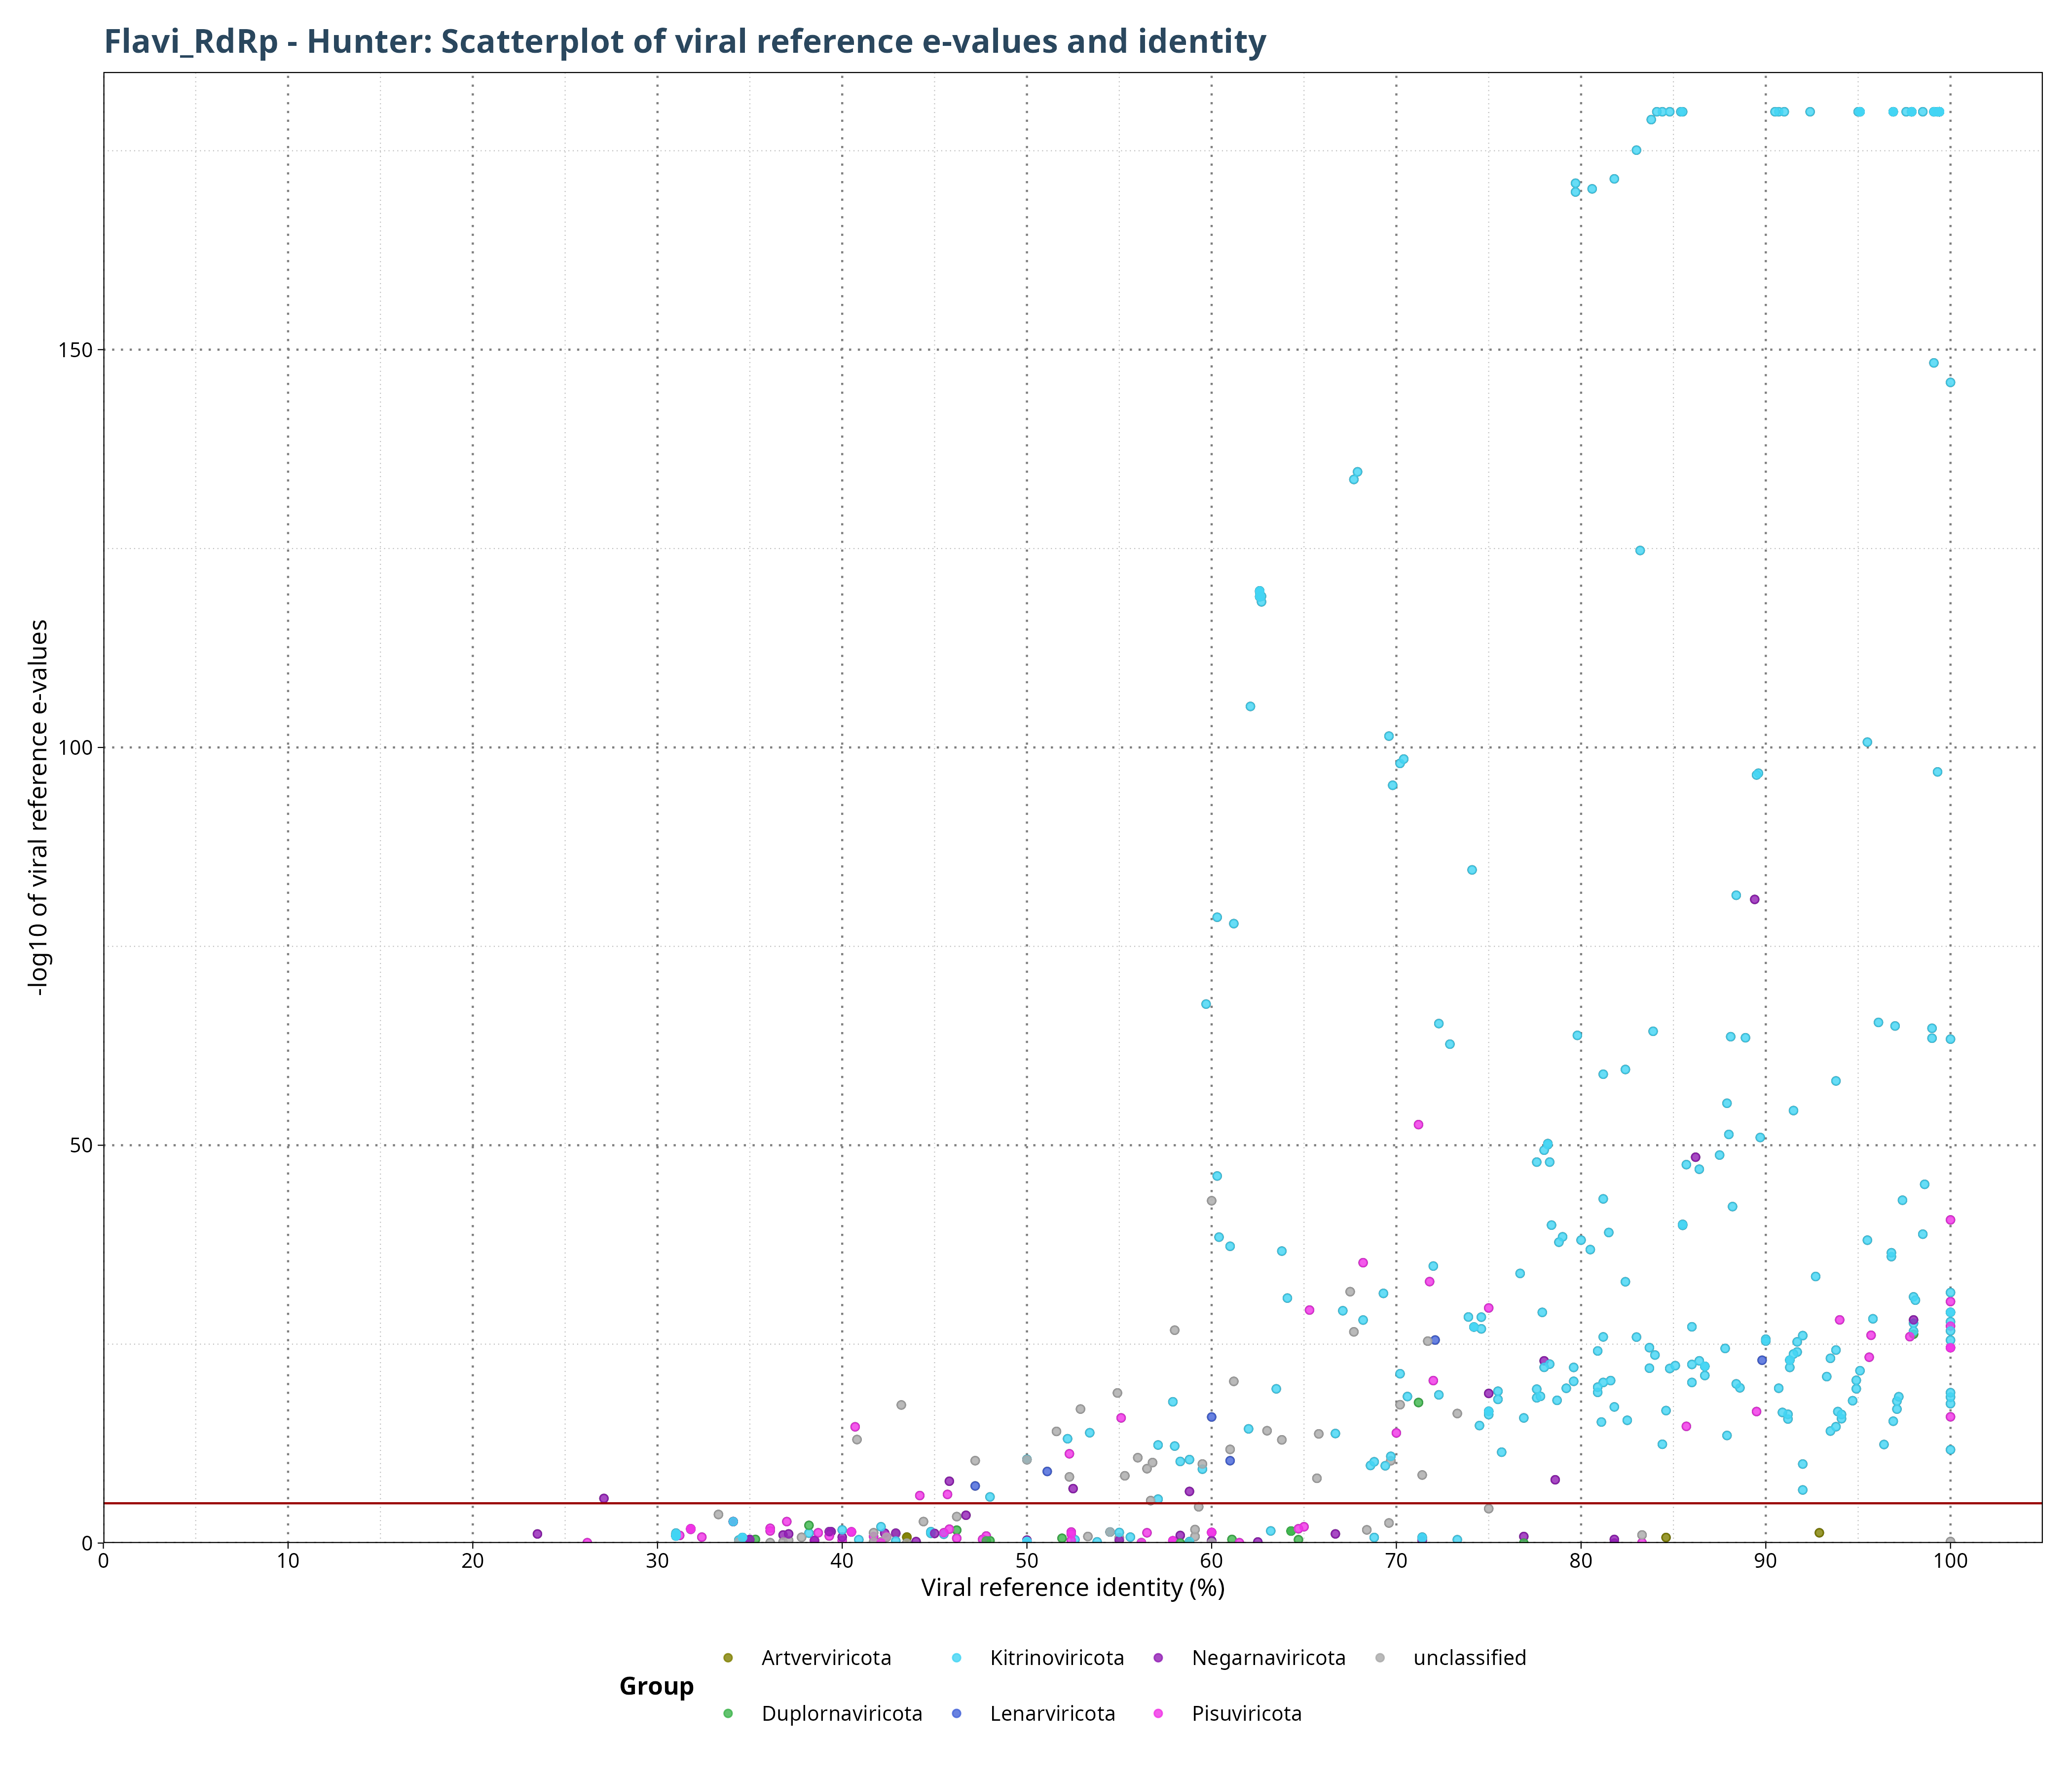 Flavi_RdRp - Hunter: Scatterplot of viral reference e-values and identity
-log10 of viral reference e-values
150
100
50
0
0 10 20 30 40 50 60 70 80 90 100
Viral reference identity (%)
Group
Artverviricota Kitrinoviricota Negarnaviricota unclassified
Duplornaviricota Lenarviricota Pisuviricota